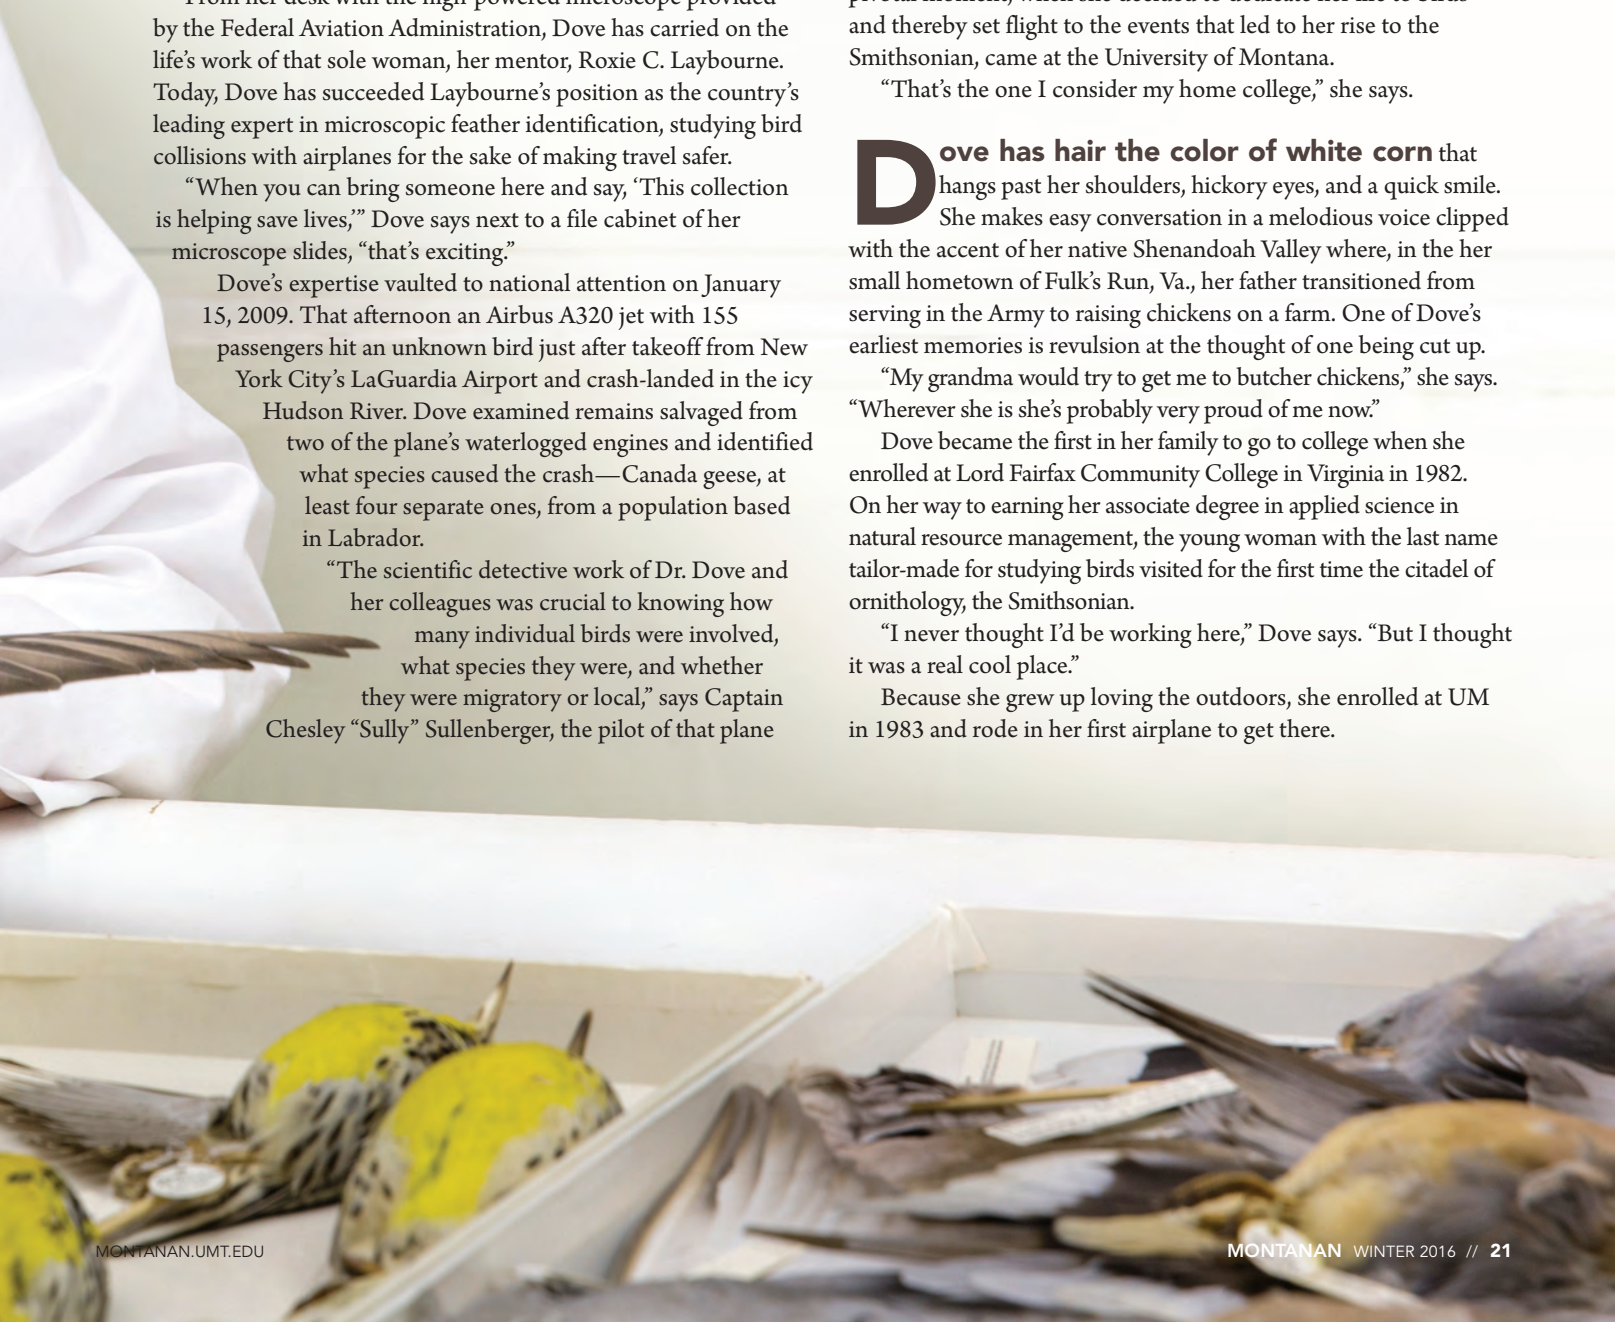 From her desk with the high-powered microscope provided
by the Federal Aviation Administration, Dove has carried on the
life’s work of that sole woman, her mentor, Roxie C. Laybourne.
Today, Dove has succeeded Laybourne’s position as the country’s
leading expert in microscopic feather identification, studying bird
collisions with airplanes for the sake of making travel safer.
“When you can bring someone here and say, ‘This collection
is helping save lives,’” Dove says next to a file cabinet of her
microscope slides, “that’s exciting.”
Dove’s expertise vaulted to national attention on January
15, 2009. That afternoon an Airbus A320 jet with 155
passengers hit an unknown bird just after takeoff from New
York City’s LaGuardia Airport and crash-landed in the icy
Hudson River. Dove examined remains salvaged from
two of the plane’s waterlogged engines and identified
what species caused the crash—Canada geese, at
least four separate ones, from a population based
in Labrador.
“The scientific detective work of Dr. Dove and
her colleagues was crucial to knowing how
many individual birds were involved,
what species they were, and whether
they were migratory or local,” says Captain
Chesley “Sully” Sullenberger, the pilot of that plane
pivotal moment, when she decided to dedicate her life to birds
and thereby set flight to the events that led to her rise to the
Smithsonian, came at the University of Montana.
“That’s the one I consider my home college,” she says.
Dove has hair the color of white corn that
hangs past her shoulders, hickory eyes, and a quick smile.
She makes easy conversation in a melodious voice clipped
with the accent of her native Shenandoah Valley where, in the her
small hometown of Fulk’s Run, Va., her father transitioned from
serving in the Army to raising chickens on a farm. One of Dove’s
earliest memories is revulsion at the thought of one being cut up.
“My grandma would try to get me to butcher chickens,” she says.
“Wherever she is she’s probably very proud of me now.”
Dove became the first in her family to go to college when she
enrolled at Lord Fairfax Community College in Virginia in 1982.
On her way to earning her associate degree in applied science in
natural resource management, the young woman with the last name
tailor-made for studying birds visited for the first time the citadel of
ornithology, the Smithsonian.
“I never thought I’d be working here,” Dove says. “But I thought
it was a real cool place.”
Because she grew up loving the outdoors, she enrolled at UM
in 1983 and rode in her first airplane to get there.
MONTANAN.UMT.EDU
MONTANAN WINTER 2016 // 21